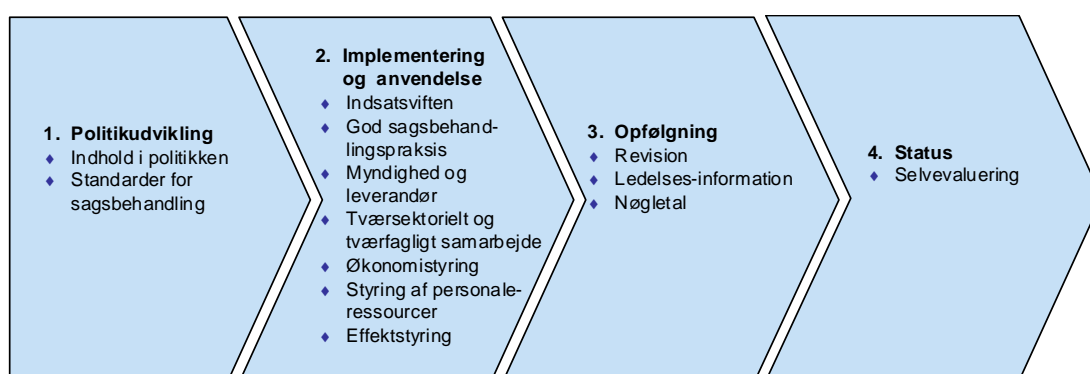 1. Politikudvikling
♦ Indhold i politikken
♦ Standarder for
sagsbehandling
2. Implementering
og anvendelse
♦ Indsatsviften
♦ God sagsbehand-
lingspraksis
♦ Myndighed og
leverandør
♦ Tværsektorielt og
tværfagligt samarbejde
♦ Økonomistyring
♦ Styring af personale-
ressourcer
♦ Effektstyring
3. Opfølgning
♦ Revision
♦ Ledelses-information
♦ Nøgletal
4. Status
♦ Selvevaluering